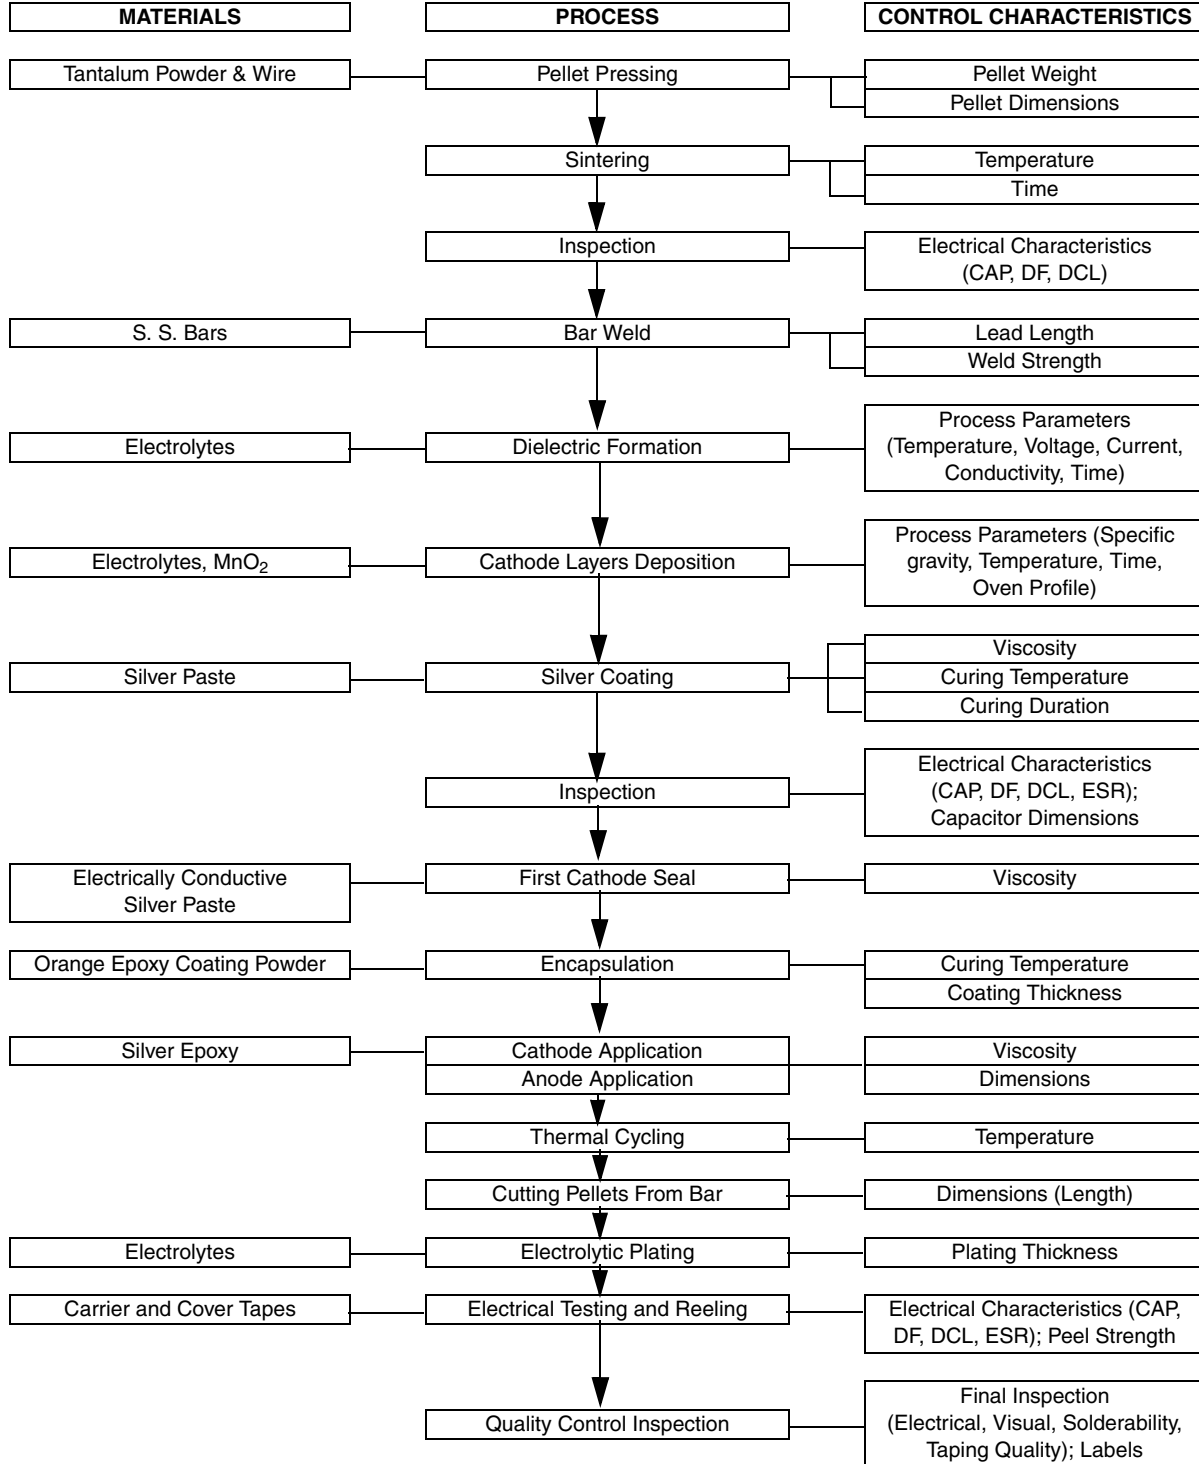 MATERIALS
PROCESS
CONTROL CHARACTERISTICS
Tantalum Powder & Wire
Pellet Pressing
Pellet Weight
Pellet Dimensions
Sintering
Temperature
Time
Inspection
Electrical Characteristics
(CAP, DF, DCL)
S. S. Bars
Bar Weld
Lead Length
Weld Strength
Electrolytes
Dielectric Formation
Process Parameters
(Temperature, Voltage, Current,
Conductivity, Time)
Electrolytes, MnO₂
Cathode Layers Deposition
Process Parameters (Specific
gravity, Temperature, Time,
Oven Profile)
Silver Paste
Silver Coating
Viscosity
Curing Temperature
Curing Duration
Inspection
Electrical Characteristics
(CAP, DF, DCL, ESR);
Capacitor Dimensions
Electrically Conductive
Silver Paste
First Cathode Seal
Viscosity
Orange Epoxy Coating Powder
Encapsulation
Curing Temperature
Coating Thickness
Silver Epoxy
Cathode Application
Anode Application
Viscosity
Dimensions
Thermal Cycling
Temperature
Cutting Pellets From Bar
Dimensions (Length)
Electrolytes
Electrolytic Plating
Plating Thickness
Carrier and Cover Tapes
Electrical Testing and Reeling
Electrical Characteristics (CAP,
DF, DCL, ESR); Peel Strength
Quality Control Inspection
Final Inspection
(Electrical, Visual, Solderability,
Taping Quality); Labels